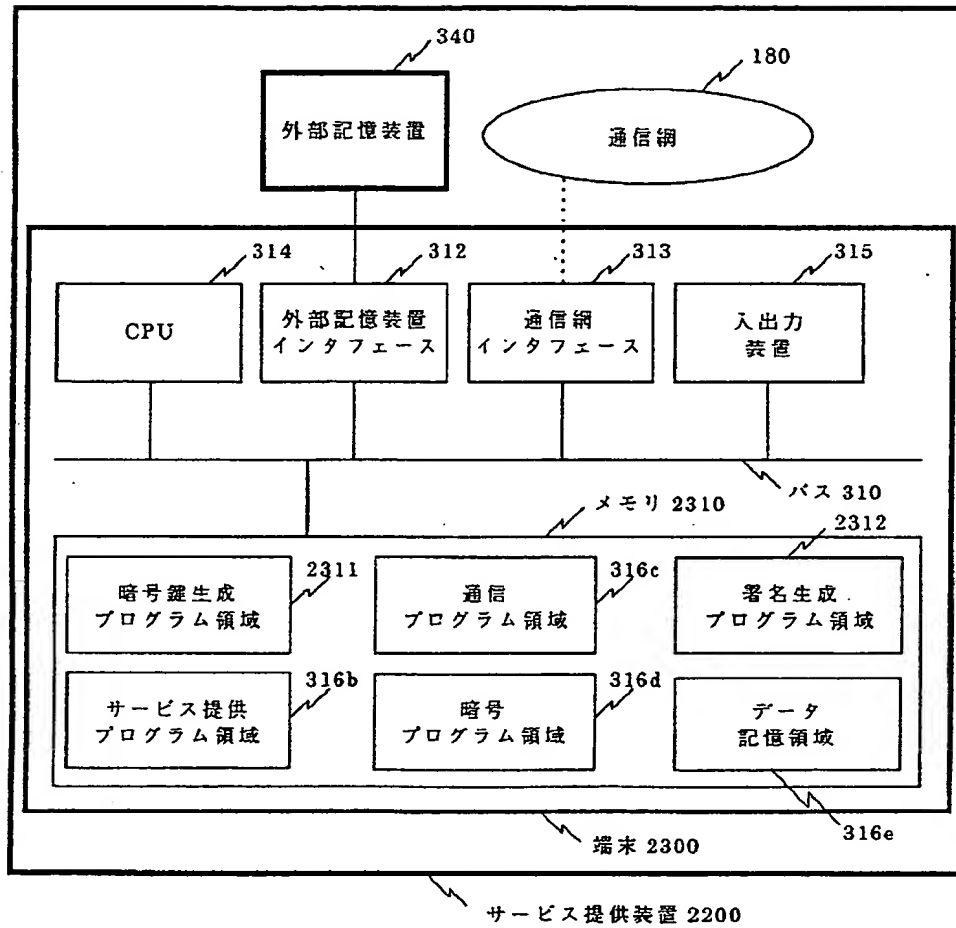 340
180
外部記憶装置
通信網
314
312
313
315
CPU
外部記憶装置
インタフェース
通信網
インタフェース
入出力
装置
バス 310
メモリ 2310
2312
暗号鍵生成
プログラム領域
2311
通信
プログラム領域
316c
署名生成
プログラム領域
サービス提供
プログラム領域
316b
暗号
プログラム領域
316d
データ
記憶領域
316e
端末 2300
サービス提供装置 2200